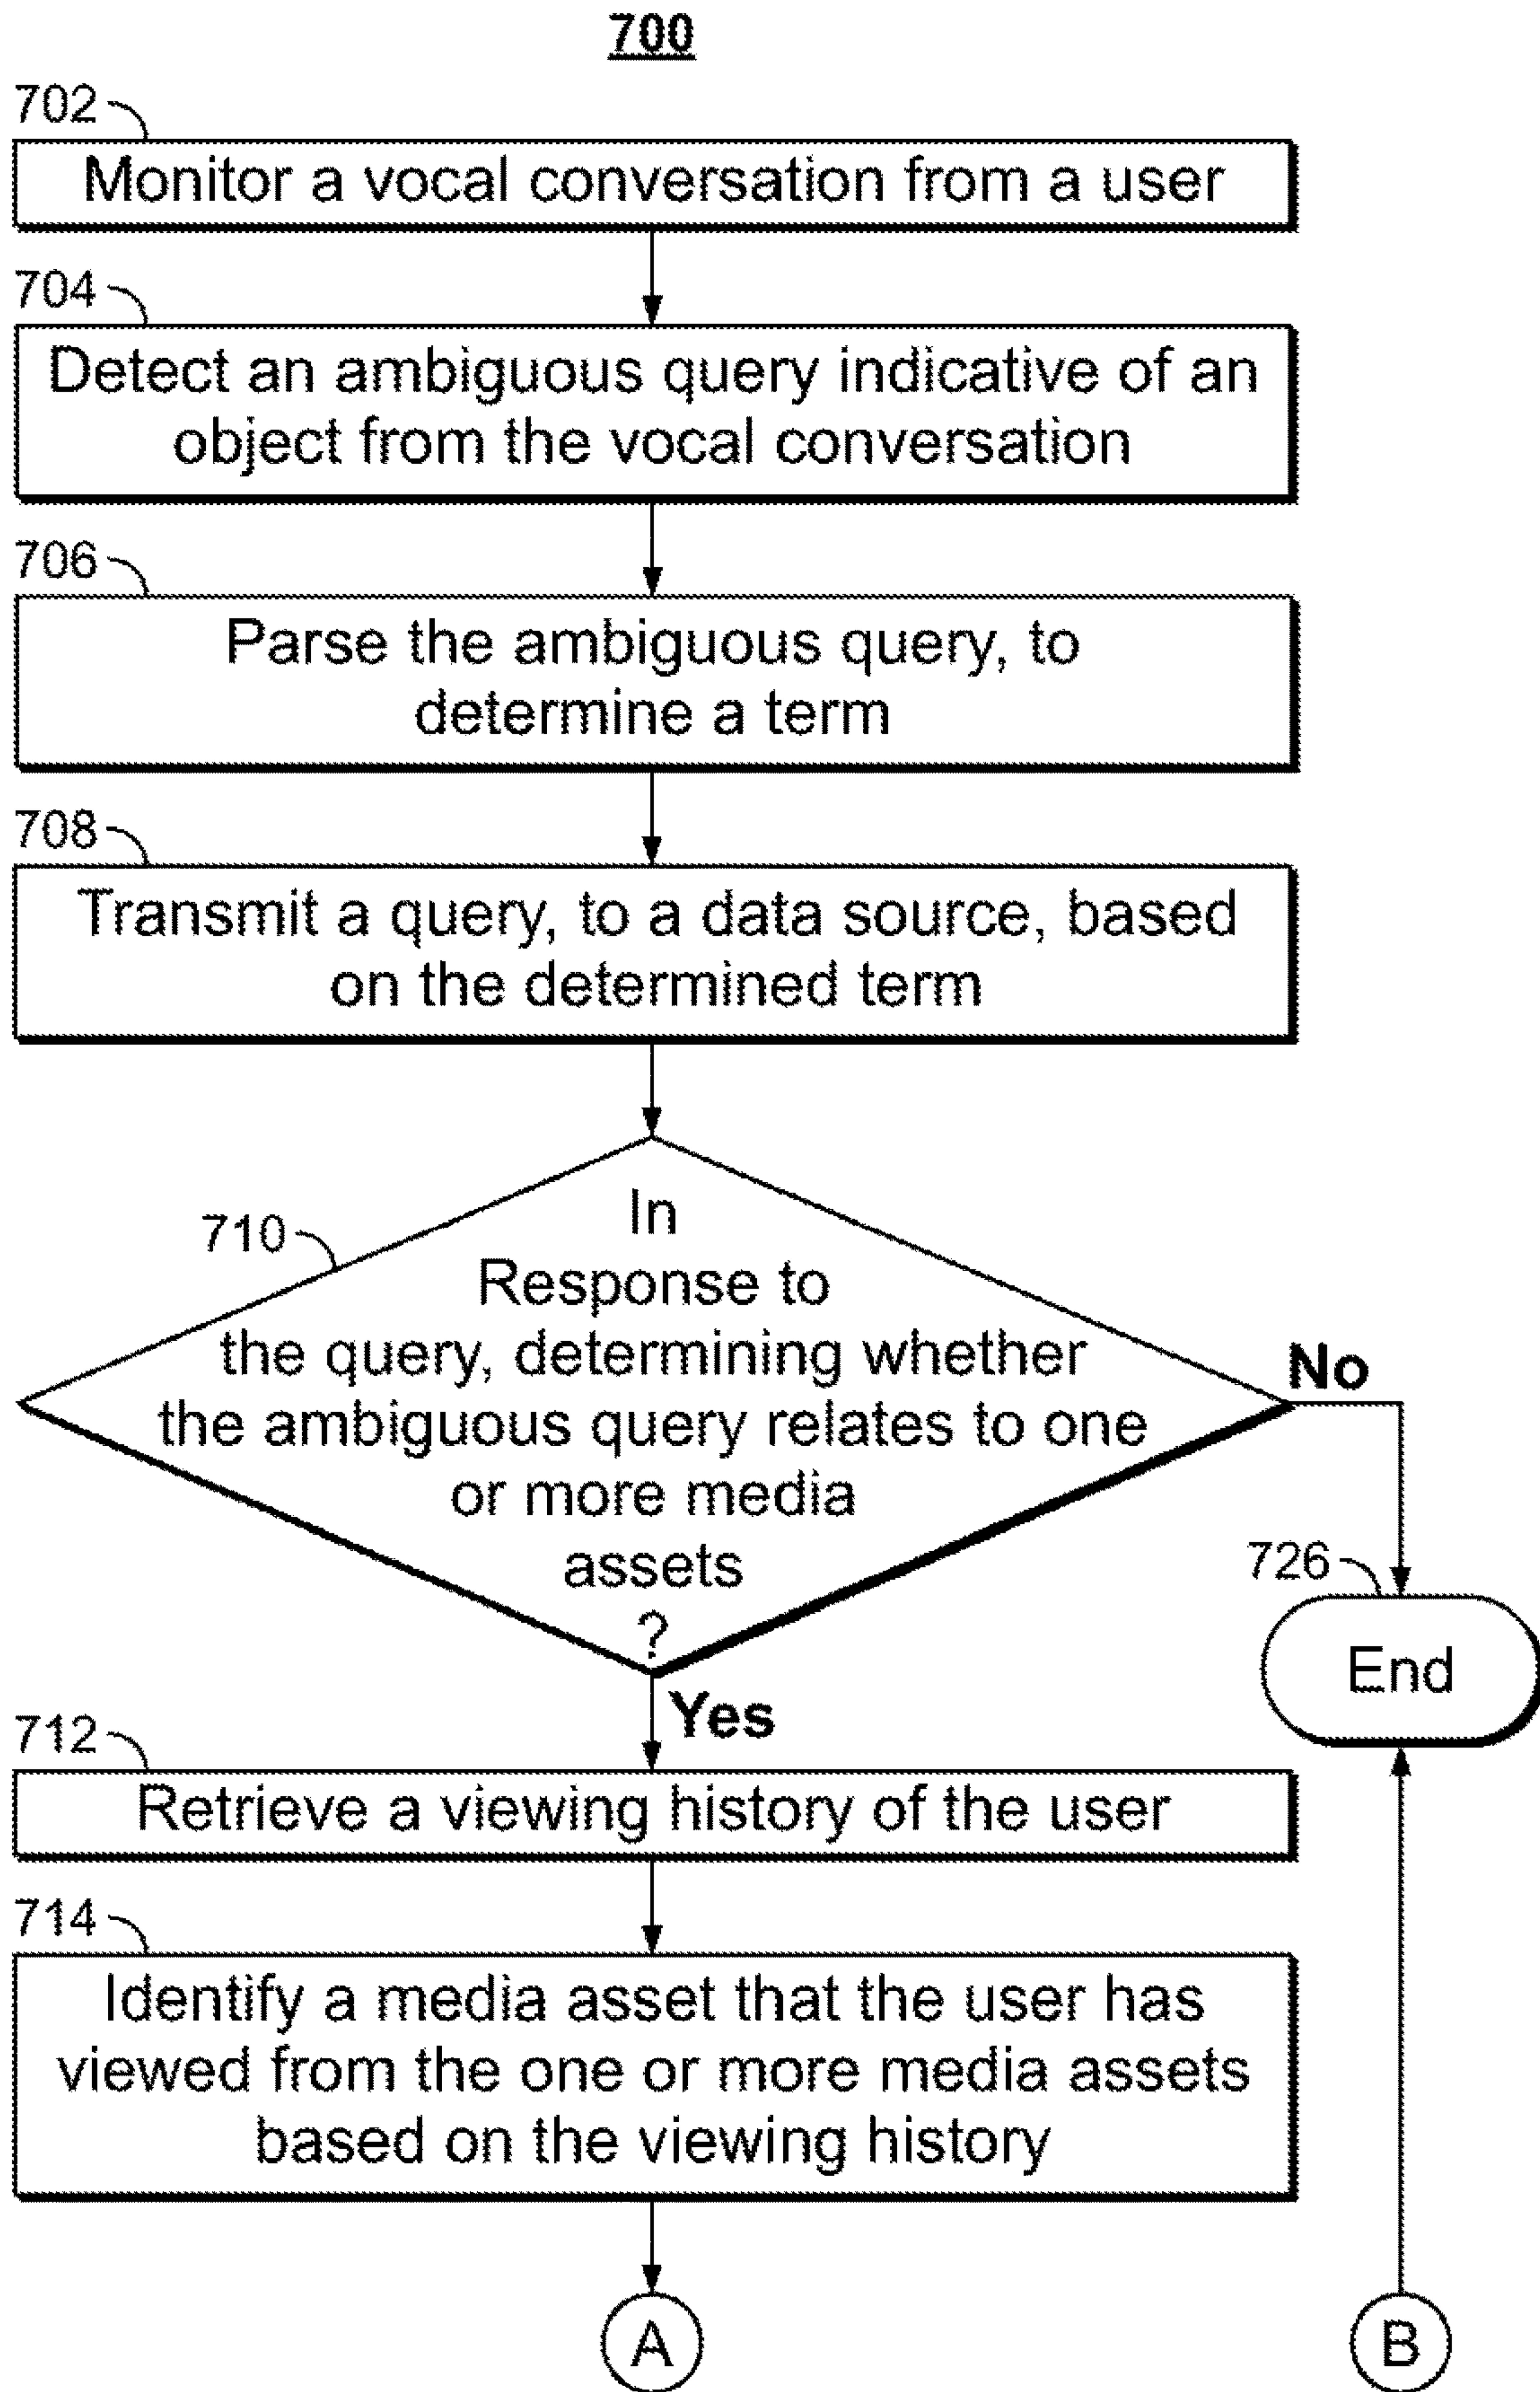 700
702
Monitor a vocal conversation from a user
704
Detect an ambiguous query indicative of an
object from the vocal conversation
706
Parse the ambiguous query, to
determine a term
708
Transmit a query, to a data source, based
on the determined term
710
In
Response to
the query, determining whether
the ambiguous query relates to one
or more media
assets
?
No
726
End
Yes
712
Retrieve a viewing history of the user
714
Identify a media asset that the user has
viewed from the one or more media assets
based on the viewing history
A
B